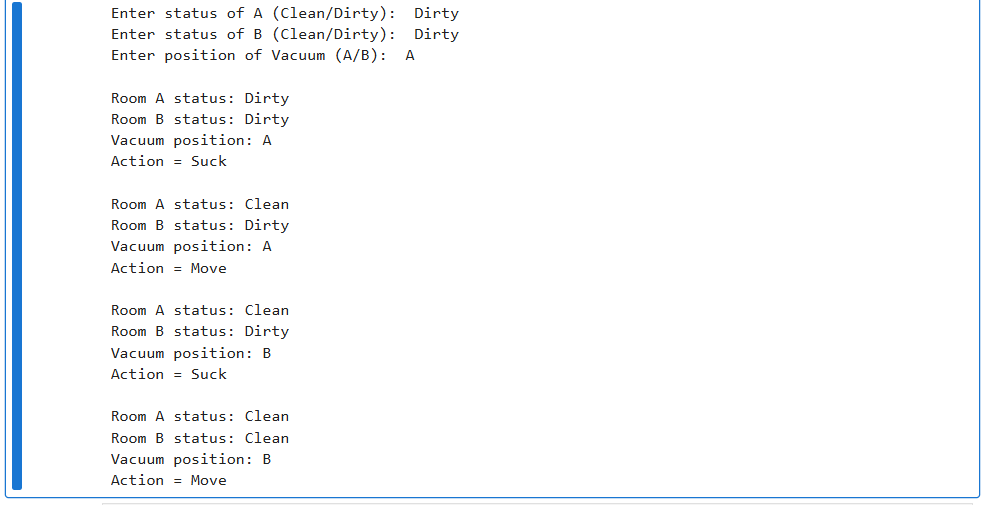 Enter status of A (Clean/Dirty):  Dirty
Enter status of B (Clean/Dirty):  Dirty
Enter position of Vacuum (A/B):  A

Room A status: Dirty
Room B status: Dirty
Vacuum position: A
Action = Suck

Room A status: Clean
Room B status: Dirty
Vacuum position: A
Action = Move

Room A status: Clean
Room B status: Dirty
Vacuum position: B
Action = Suck

Room A status: Clean
Room B status: Clean
Vacuum position: B
Action = Move